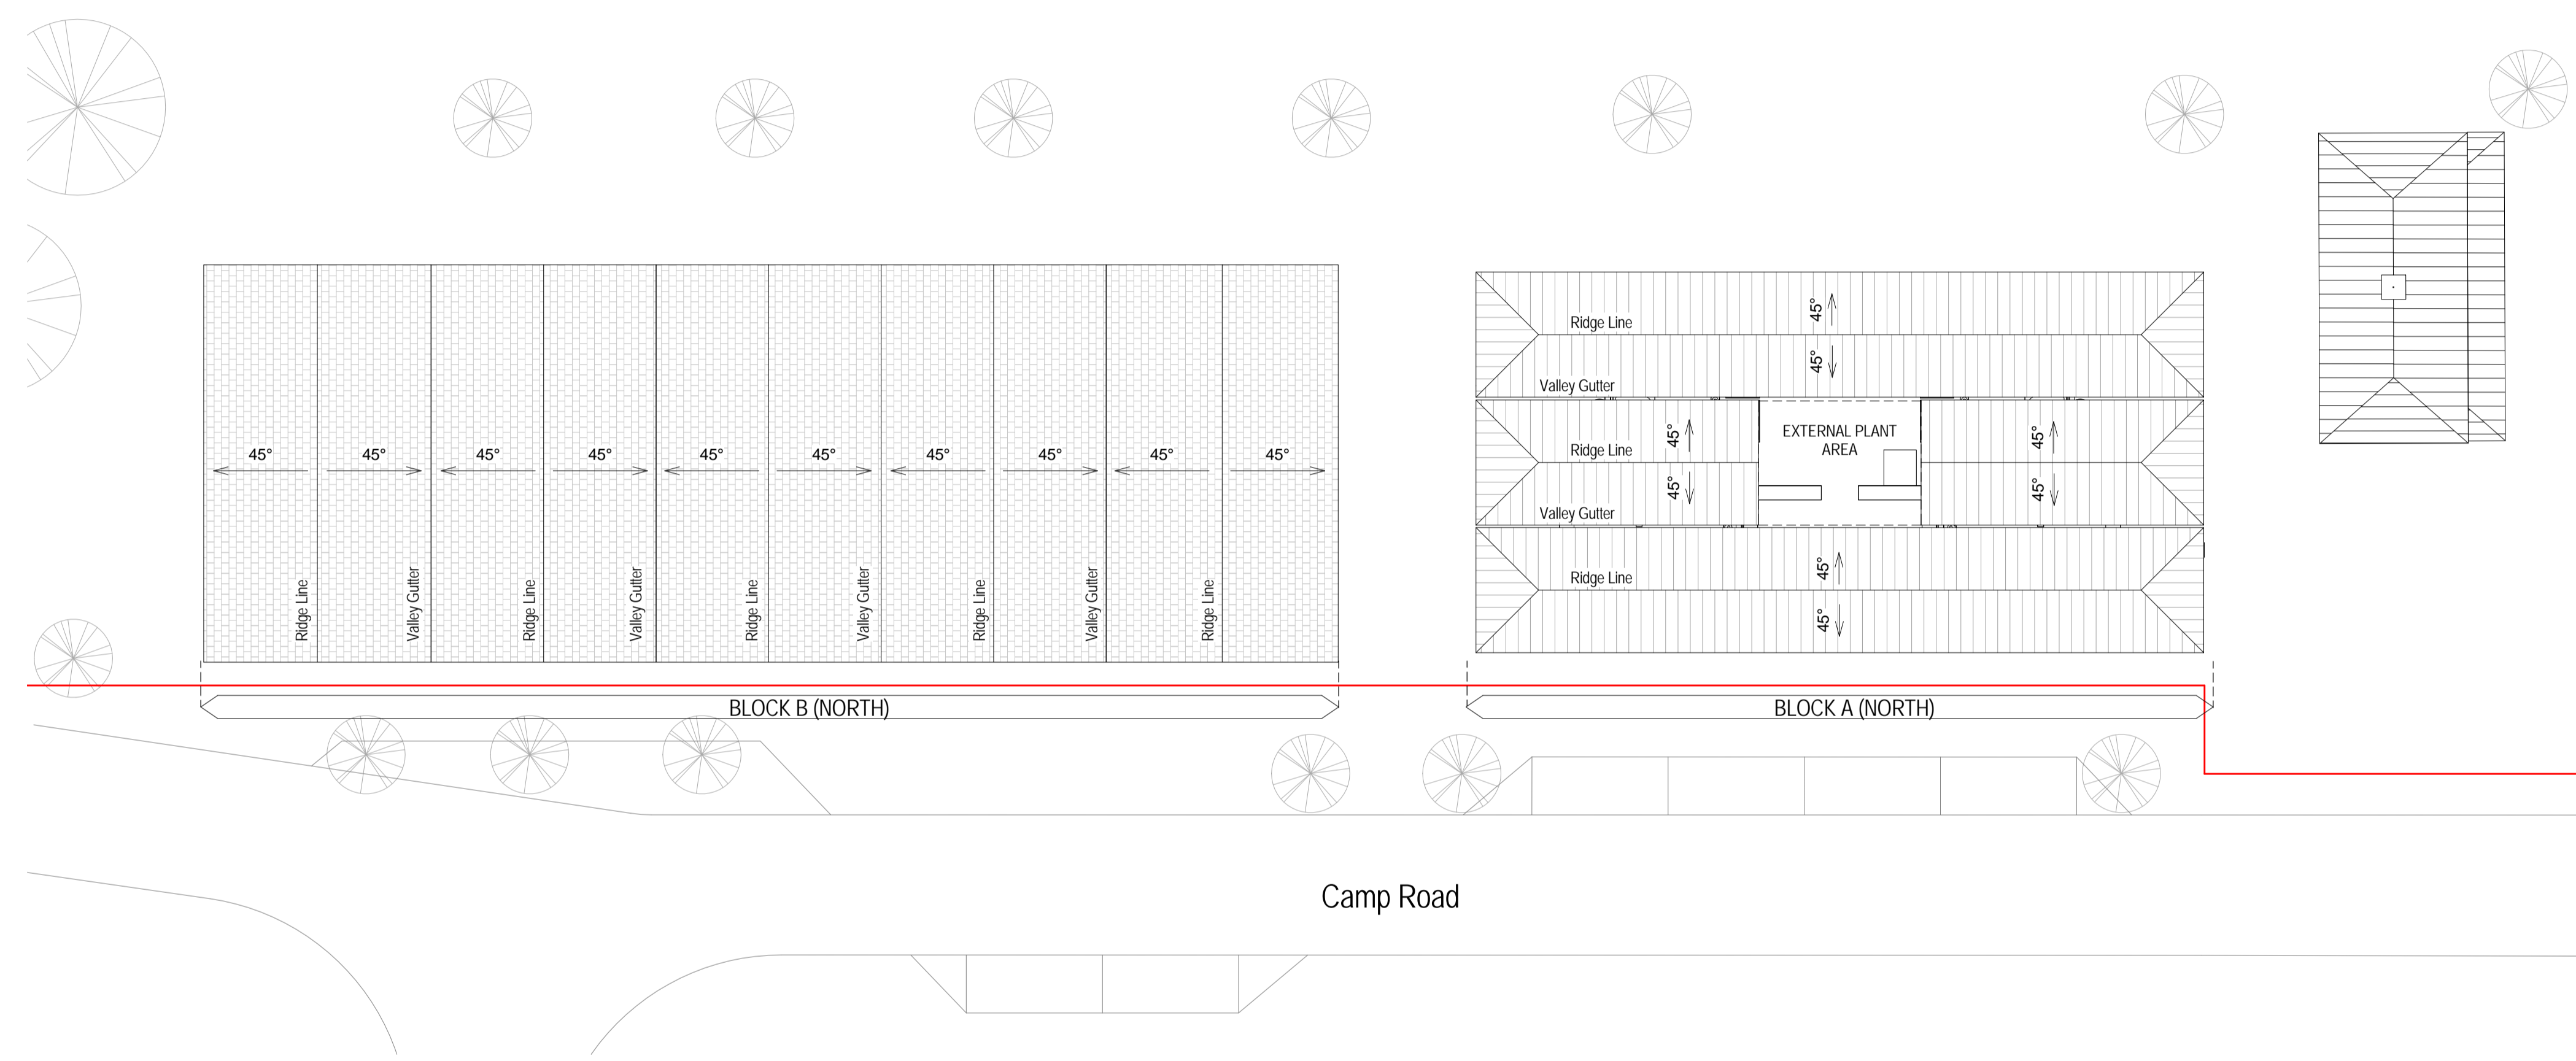 45° 45° 45° 45° 45° 45° 45° 45° 45° 45°
Ridge Line
Valley Gutter
Ridge Line
Valley Gutter
Ridge Line
Valley Gutter
Ridge Line
Valley Gutter
Ridge Line
BLOCK B (NORTH)
Ridge Line
45°
45°
Valley Gutter
Ridge Line
45°
45°
EXTERNAL PLANT
AREA
45°
45°
Valley Gutter
Ridge Line
45°
45°
BLOCK A (NORTH)
Camp Road